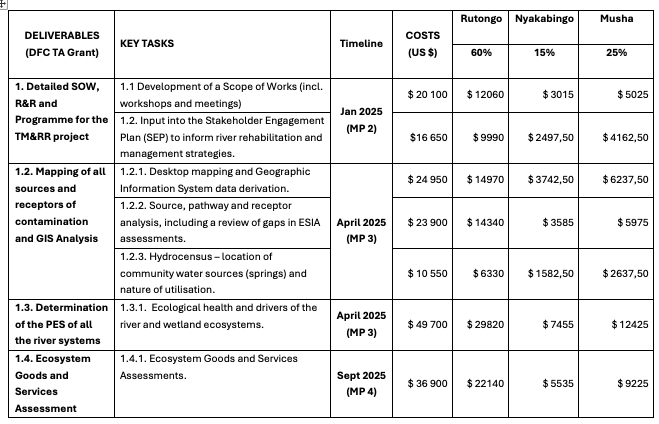 DELIVERABLES
(DFC TA Grant)
KEY TASKS
Timeline
COSTS
(US $)
Rutongo
Nyakabingo
Musha
60%
15%
25%
1. Detailed SOW,
R&R and
Programme for the
TM&RR project
1.1 Development of a Scope of Works (incl.
workshops and meetings)
Jan 2025
(MP 2)
$ 20 100
$ 12060
$ 3015
$ 5025
1.2. Input into the Stakeholder Engagement
Plan (SEP) to inform river rehabilitation and
management strategies.
$16 650
$ 9990
$ 2497,50
$ 4162,50
1.2. Mapping of all
sources and
receptors of
contamination
and GIS Analysis
1.2.1. Desktop mapping and Geographic
Information System data derivation.
April 2025
(MP 3)
$ 24 950
$ 14970
$ 3742,50
$ 6237,50
1.2.2. Source, pathway and receptor
analysis, including a review of gaps in ESIA
assessments.
$ 23 900
$ 14340
$ 3585
$ 5975
1.2.3. Hydrocensus – location of
community water sources (springs) and
nature of utilisation.
$ 10 550
$ 6330
$ 1582,50
$ 2637,50
1.3. Determination
of the PES of all
the river systems
1.3.1. Ecological health and drivers of the
river and wetland ecosystems.
April 2025
(MP 3)
$ 49 700
$ 29820
$ 7455
$ 12425
1.4. Ecosystem
Goods and
Services
Assessment
1.4.1. Ecosystem Goods and Services
Assessments.
Sept 2025
(MP 4)
$ 36 900
$ 22140
$ 5535
$ 9225